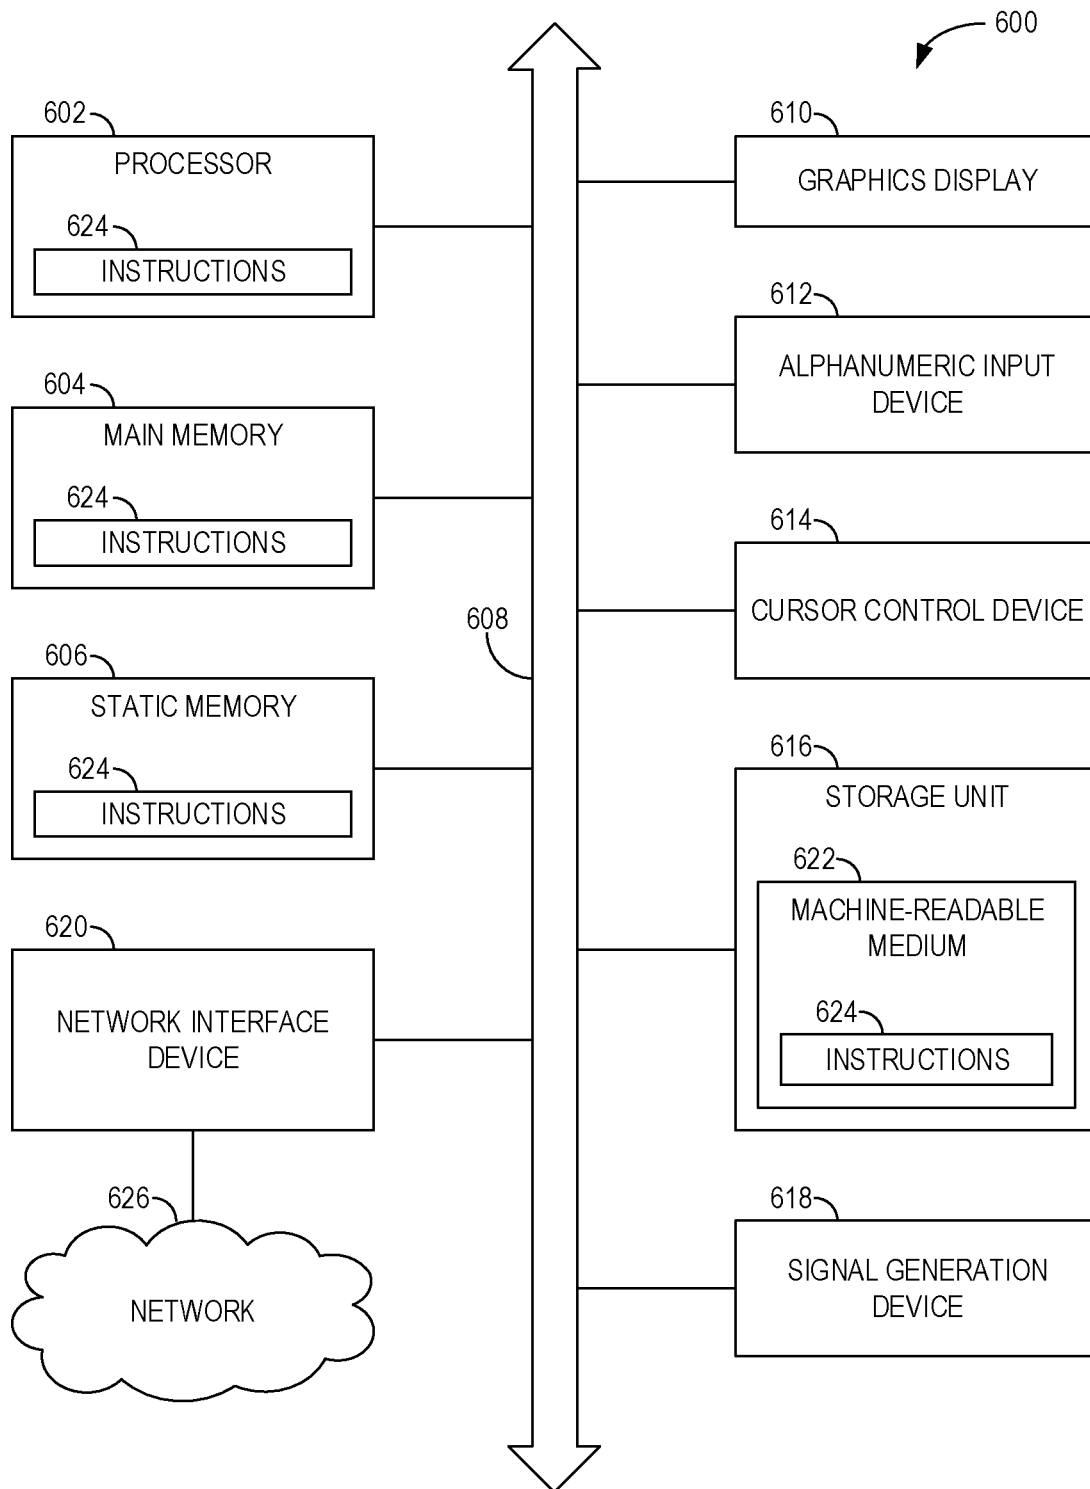 600
602
PROCESSOR
624
INSTRUCTIONS
604
MAIN MEMORY
624
INSTRUCTIONS
606
STATIC MEMORY
624
INSTRUCTIONS
620
NETWORK INTERFACE
DEVICE
626
NETWORK
608
610
GRAPHICS DISPLAY
612
ALPHANUMERIC INPUT
DEVICE
614
CURSOR CONTROL DEVICE
616
STORAGE UNIT
622
MACHINE-READABLE
MEDIUM
624
INSTRUCTIONS
618
SIGNAL GENERATION
DEVICE